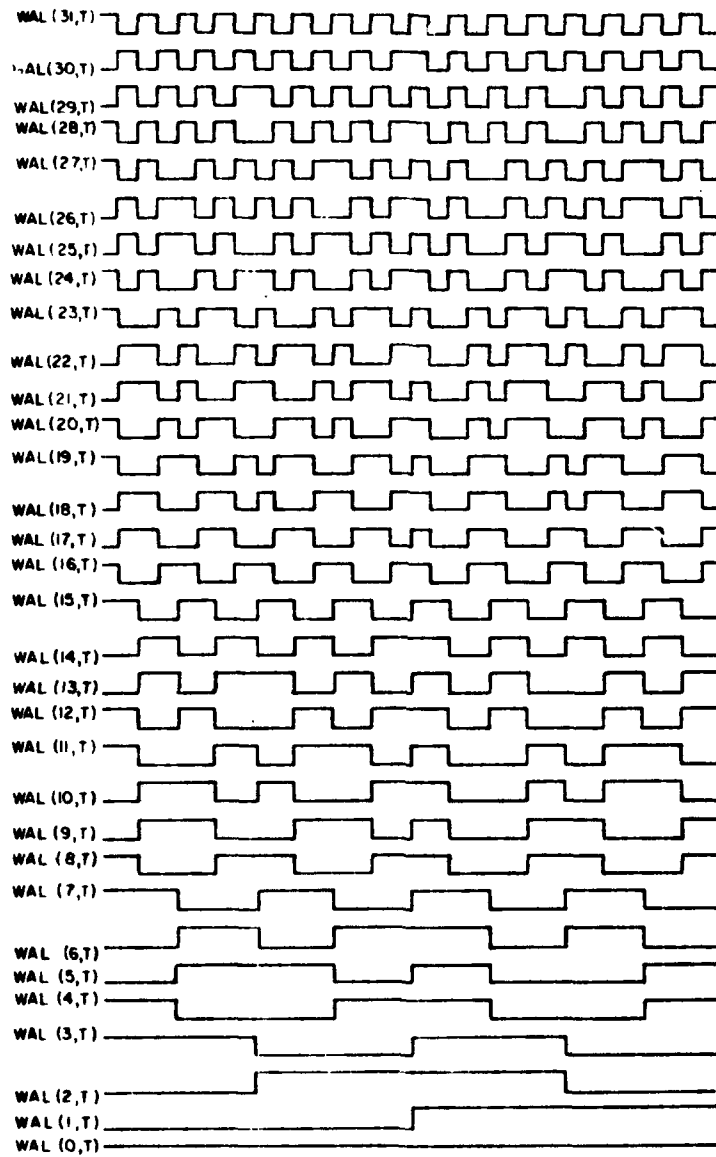 WAL (31,T)
WAL(30,T)
WAL(29,T)
WAL(28,T)
WAL(27,T)
WAL(26,T)
WAL(25,T)
WAL(24,T)
WAL(23,T)
WAL(22,T)
WAL(21,T)
WAL(20,T)
WAL(19,T)
WAL(18,T)
WAL(17,T)
WAL (16,T)
WAL (15,T)
WAL (14,T)
WAL(13,T)
WAL (12,T)
WAL (11,T)
WAL (10,T)
WAL (9,T)
WAL (8,T)
WAL (7,T)
WAL (6,T)
WAL (5,T)
WAL (4,T)
WAL (3,T)
WAL (2,T)
WAL (1,T)
WAL (0,T)